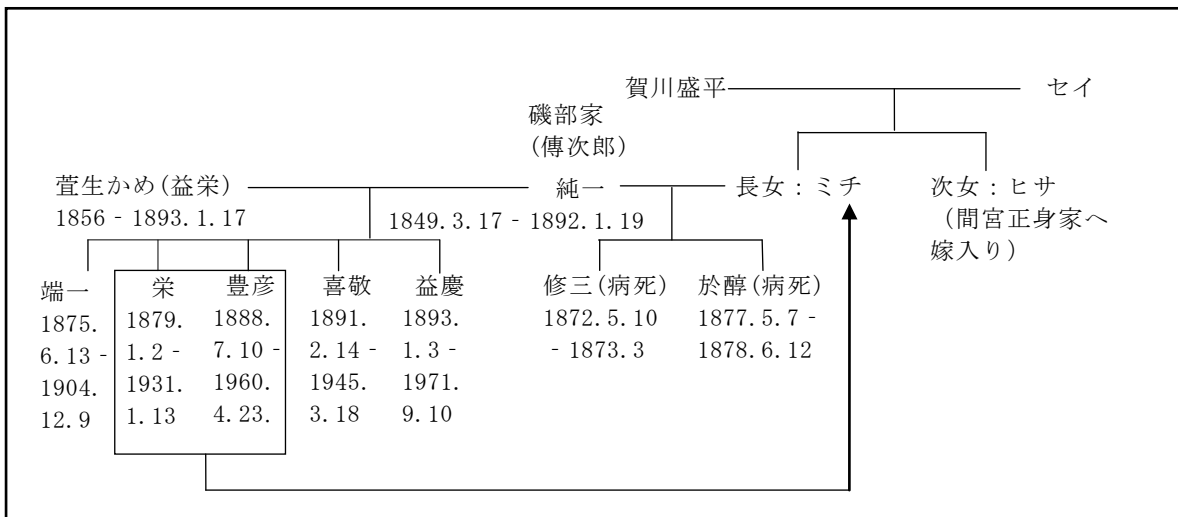 賀川盛平 セイ
磯部家
(傳次郎)
萱生かめ(益栄) 純一 長女：ミチ 次女：ヒサ
1856 - 1893.1.17 1849.3.17 - 1892.1.19 (間宮正身家へ
嫁入り)
端一 栄 豊彦 喜敬 益慶 修三(病死) 於醇(病死)
1875. 1879. 1888. 1891. 1893. 1872.5.10 1877.5.7 -
6.13 - 1.2 - 7.10 - 2.14 - 1.3 - - 1873.3 1878.6.12
1904. 1931. 1960. 1945. 1971.
12.9 1.13 4.23. 3.18 9.10